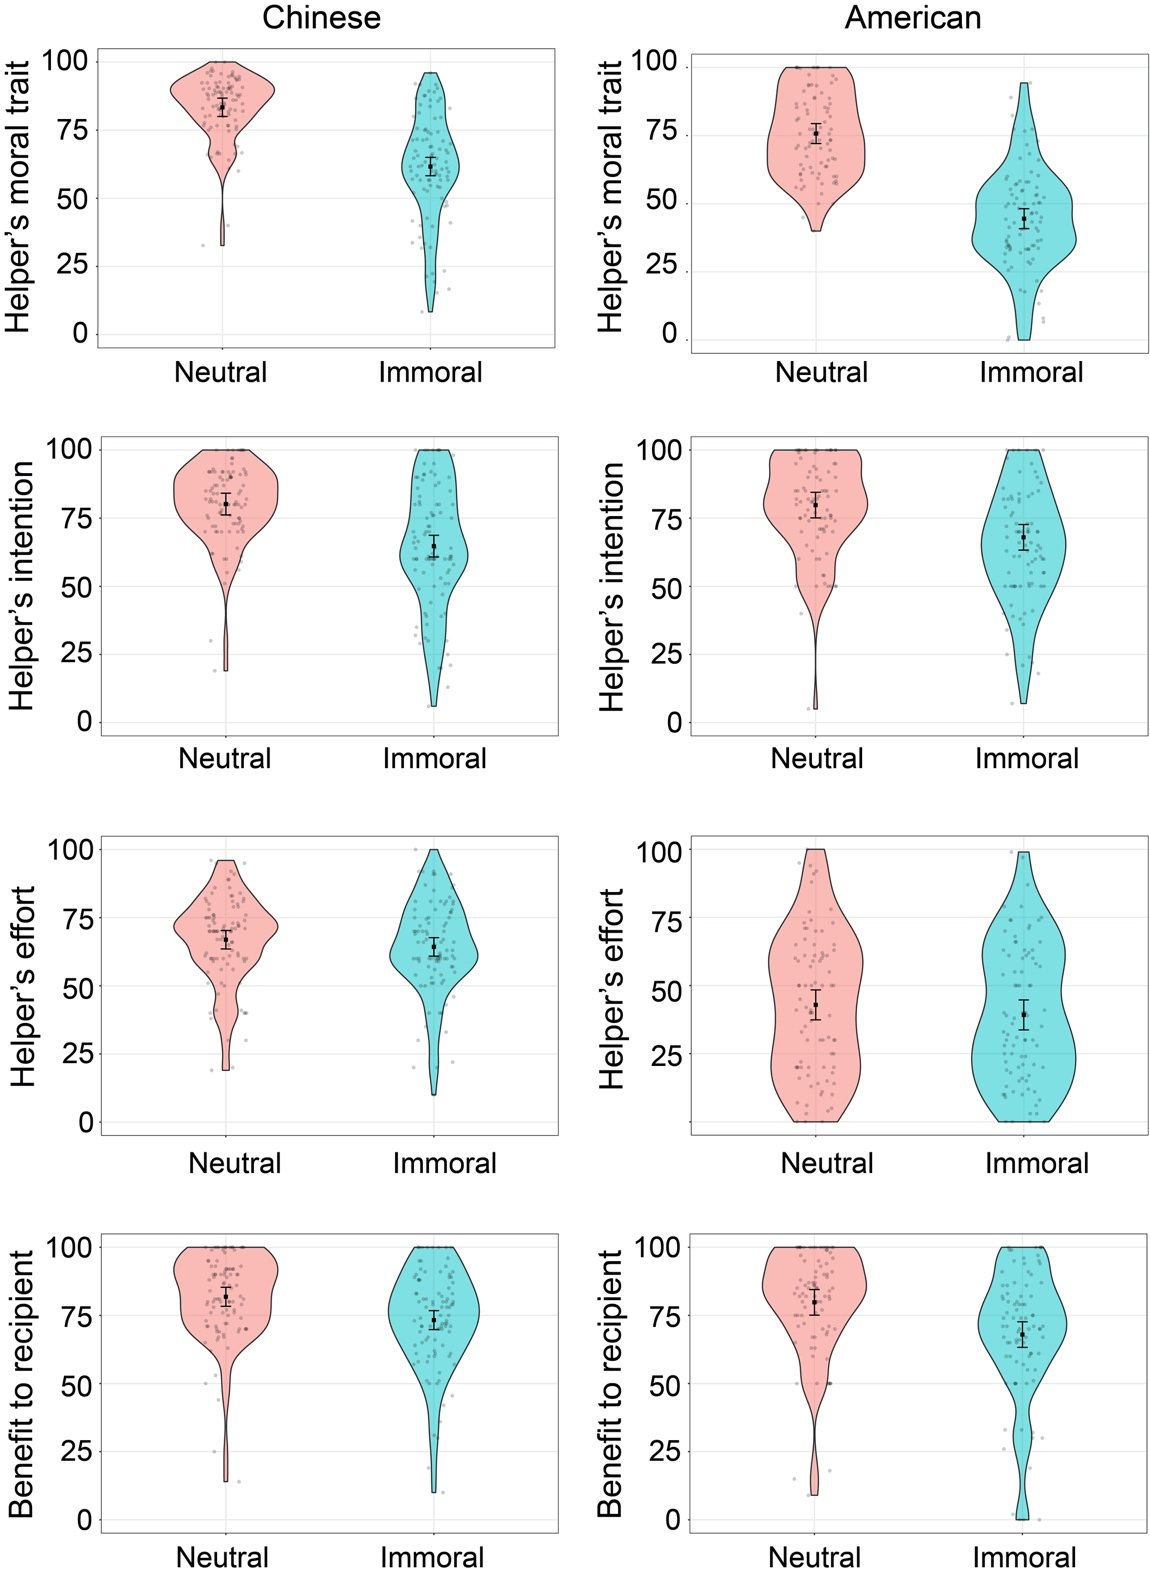 Chinese
American
Helper's moral trait
100
75
50
25
0
Neutral
Immoral
Helper's moral trait
100
75
50
25
0
Neutral
Immoral
Helper's intention
100
75
50
25
0
Neutral
Immoral
Helper's intention
100
75
50
25
0
Neutral
Immoral
Helper's effort
100
75
50
25
0
Neutral
Immoral
Helper's effort
100
75
50
25
Neutral
Immoral
Benefit to recipient
100
75
50
25
0
Neutral
Immoral
Benefit to recipient
100
75
50
25
0
Neutral
Immoral